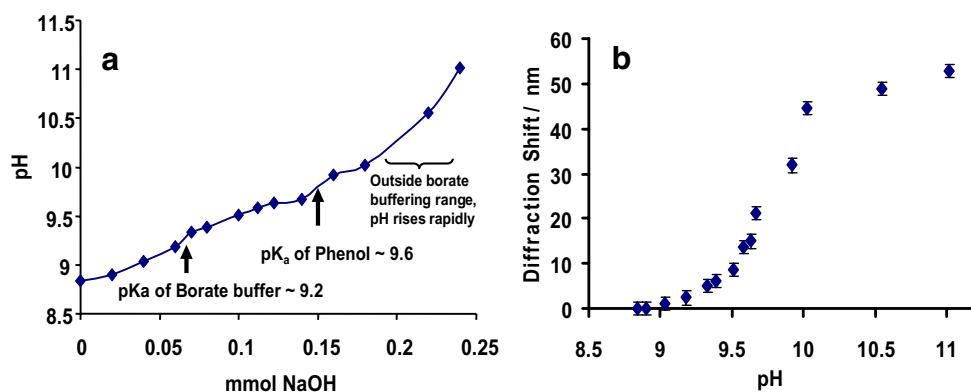 a
11.5
11
10.5
10
9.5
9
8.5
pH
0
0.05
0.1
0.15
0.2
0.25
mmol NaOH
Outside borate
buffering range,
pH rises rapidly
pKa of Phenol ~ 9.6
pKa of Borate buffer ~ 9.2
b
60
50
40
30
20
10
0
Diffraction Shift / nm
8.5
9
9.5
10
10.5
11
pH